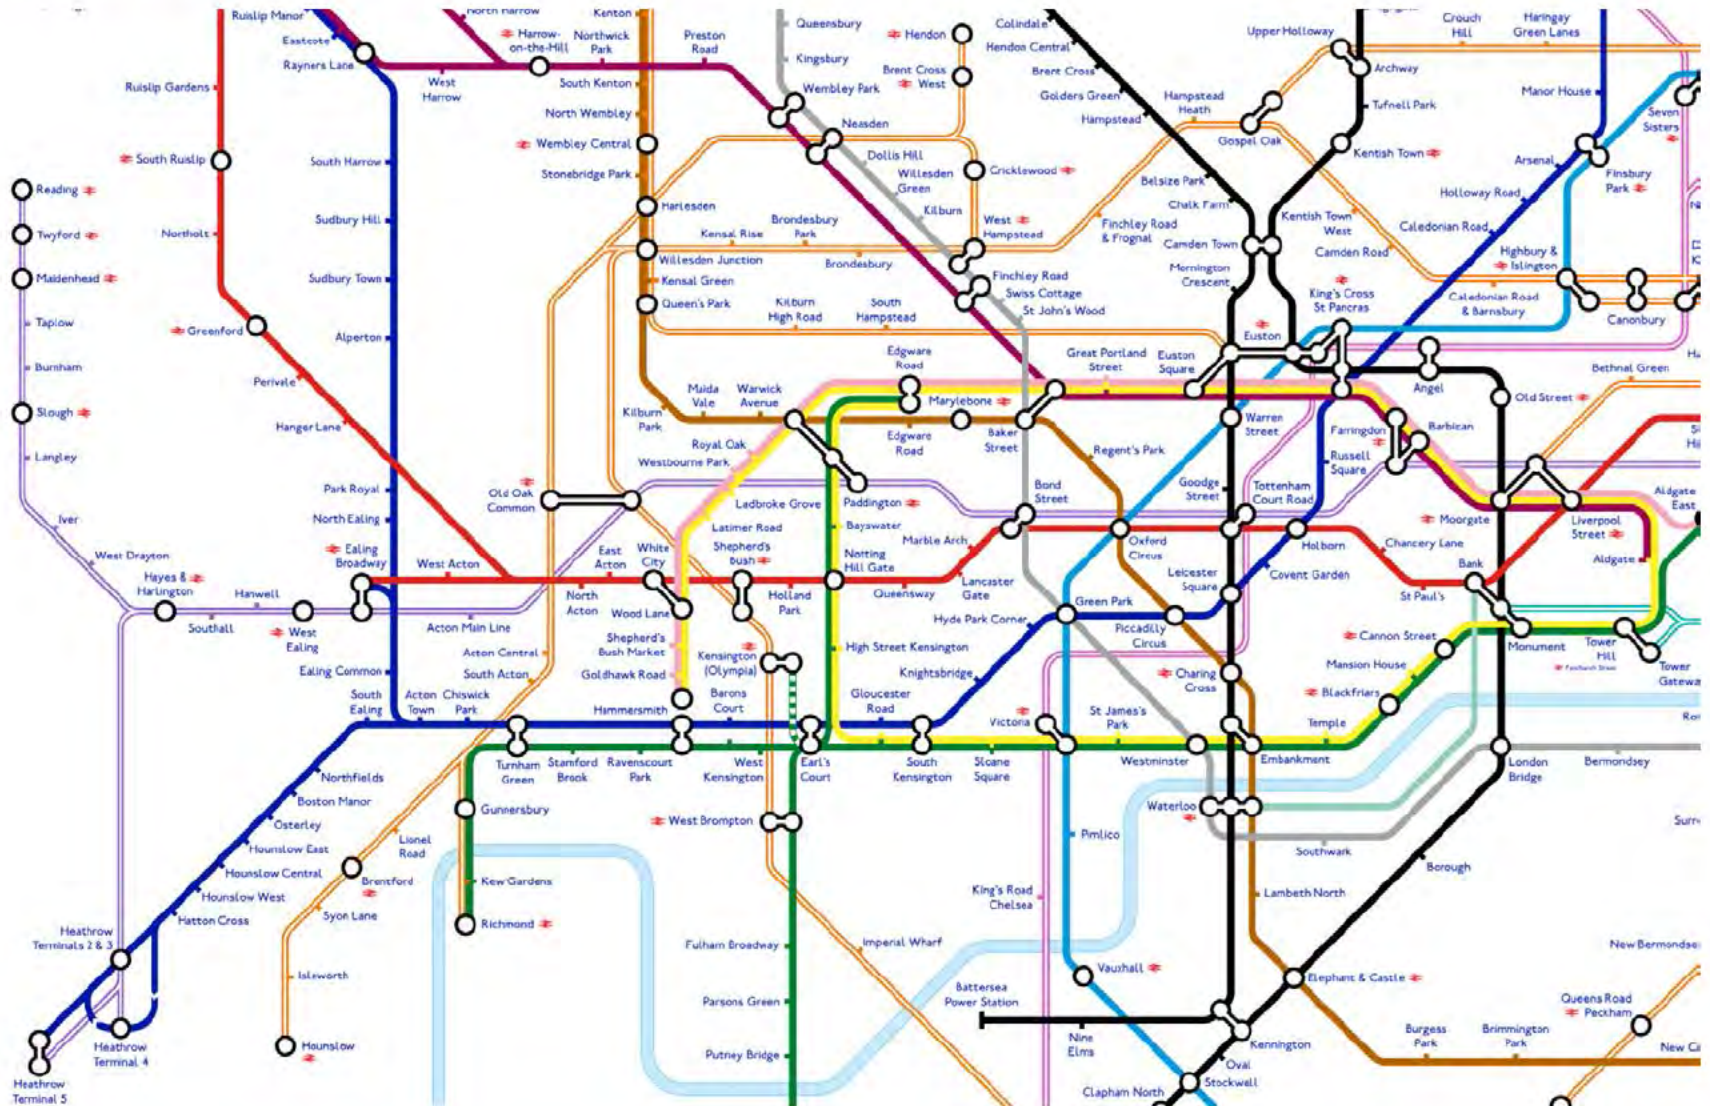 Ruislip Manor
Eastcote
Rayners Lane
North Harrow
Harrow-
on-the-Hill
West
Harrow
Kenton
Northwick
Park
Preston
Road
South Kenton
North Wembley
Wembley Central
Stonebridge Park
Harlesden
Willesden Junction
Kensal Green
Queen's Park
Queensbury
Kingsbury
Wembley Park
Neasden
Dollis Hill
Willesden
Green
Kilburn
Hendon
Brent Cross
West
Cricklewood
West
Hampstead
Finchley Road
Swiss Cottage
St John's Wood
Colindale
Hendon Central
Brent Cross
Golders Green
Hampstead
Hampstead
Heath
Belsize Park
Chalk Farm
Camden Town
Mornington
Crescent
Finchley Road
& Frognal
Upper Holloway
Archway
Tufnell Park
Gospel Oak
Kentish Town
Kentish Town
West
Camden Road
Crouch
Hill
Haringay
Green Lanes
Manor House
Seven
Sisters
Finsbury
Park
Arsenal
Holloway Road
Caledonian Road
Highbury &
Islington
Caledonian Road
& Barnsbury
Canonbury
Ruislip Gardens
South Ruislip
Northolt
Greenford
Perivale
Hanger Lane
South Harrow
Sudbury Hill
Sudbury Town
Alperton
Park Royal
North Ealing
Ealing
Broadway
Reading
Twyford
Maidenhead
Taplow
Burnham
Slough
Langley
Iver
West Drayton
Hayes &
Harlington
Hanwell
Southall
West
Ealing
Acton Main Line
West Acton
North
Acton
East
Acton
White
City
Wood Lane
Shepherd's
Bush
Holland
Park
Notting
Hill Gate
Queensway
Lancaster
Gate
Marble Arch
Bond
Street
Oxford
Circus
Tottenham
Court Road
Holborn
Chancery Lane
St Paul's
Bank
Kensal Rise
Brondesbury
Park
Brondesbury
Kilburn
High Road
South
Hampstead
Kilburn
Park
Maida
Vale
Warwick
Avenue
Edgware
Road
Marylebone
Edgware
Road
Baker
Street
Great Portland
Street
Euston
Square
Euston
King's Cross
St Pancras
Angel
Old Street
Bethnal Green
Royal Oak
Westbourne Park
Ladbroke Grove
Latimer Road
Paddington
Bayswater
Regent's Park
Warren
Street
Goodge
Street
Russell
Square
Farringdon
Barbican
Moorgate
Liverpool
Street
Aldgate
East
Aldgate
Old Oak
Common
Shepherd's
Bush Market
Goldhawk Road
Kensington
(Olympia)
High Street Kensington
Knightsbridge
Hyde Park Corner
Green Park
Piccadilly
Circus
Leicester
Square
Covent Garden
Charing
Cross
Cannon Street
Mansion House
Blackfriars
Temple
Monument
Tower
Hill
Fenchurch Street
Tower
Gatewa
Acton Central
South Acton
Ealing Common
South
Ealing
Acton
Town
Chiswick
Park
Turnham
Green
Stamford
Brook
Ravenscourt
Park
Hammersmith
Barons
Court
West
Kensington
Earl's
Court
Gloucester
Road
South
Kensington
Sloane
Square
Victoria
St James's
Park
Westminster
Embankment
Waterloo
Southwark
London
Bridge
Bermondsey
Northfields
Boston Manor
Osterley
Hounslow East
Hounslow Central
Hounslow West
Hatton Cross
Heathrow
Terminals 2 & 3
Heathrow
Terminal 4
Heathrow
Terminal 5
Gunnersbury
Lionel
Road
Brentford
Syon Lane
Isleworth
Hounslow
Kew Gardens
Richmond
West Brompton
Fulham Broadway
Parsons Green
Putney Bridge
Imperial Wharf
King's Road
Chelsea
Pimlico
Vauxhall
Battersea
Power Station
Nine
Elms
Lambeth North
Borough
Elephant & Castle
Kennington
Oval
Stockwell
Clapham North
Burgess
Park
Brimmington
Park
Queens Road
Peckham
New Bermondse